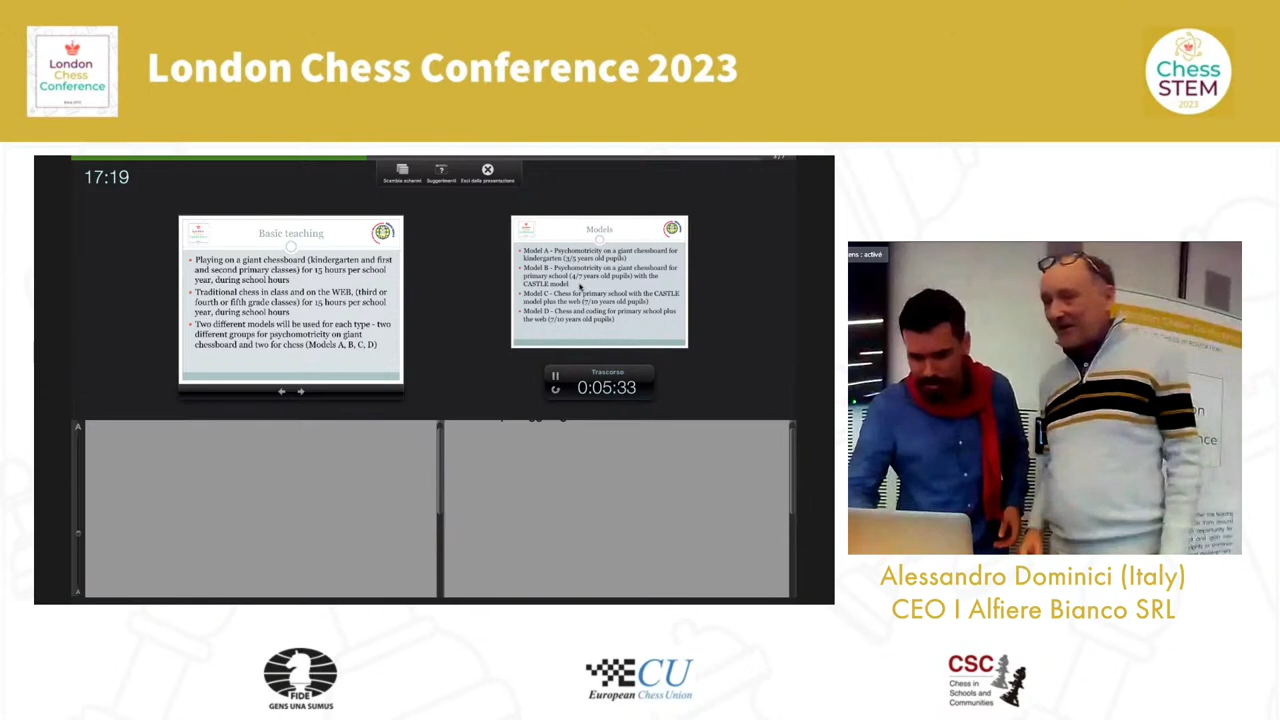 London
Chess
Conference
London Chess Conference 2023
Chess
STEM
2023
17:19
Scambia schermi
Suggerimenti
Esci dalla presentazione
Basic teaching
• Playing on a giant chessboard (kindergarten and first
and second primary classes) for 15 hours per school
year, during school hours
• Traditional chess in class and on the WEB, (third or
fourth or fifth grade classes) for 15 hours per school
year, during school hours
• Two different models will be used for each type - two
different groups for psychomotricity on giant
chessboard and two for chess (Models A, B, C, D)
Models
• Model A - Psychomotricity on a giant chessboard for
kindergarten (3/5 years old pupils)
• Model B - Psychomotricity on a giant chessboard for
primary school (4/7 years old pupils) with the
CASTLE model
• Model C - Chess for primary school with the CASTLE
model plus the web (7/10 years old pupils)
• Model D - Chess and coding for primary school plus
the web (7/10 years old pupils)
Trascorso
0:05:33
A
A
ens : activé
Alessandro Dominici (Italy)
CEO I Alfiere Bianco SRL
FIDE
GENS UNA SUMUS
ECU
European Chess Union
CSC
Chess in
Schools and
Communities